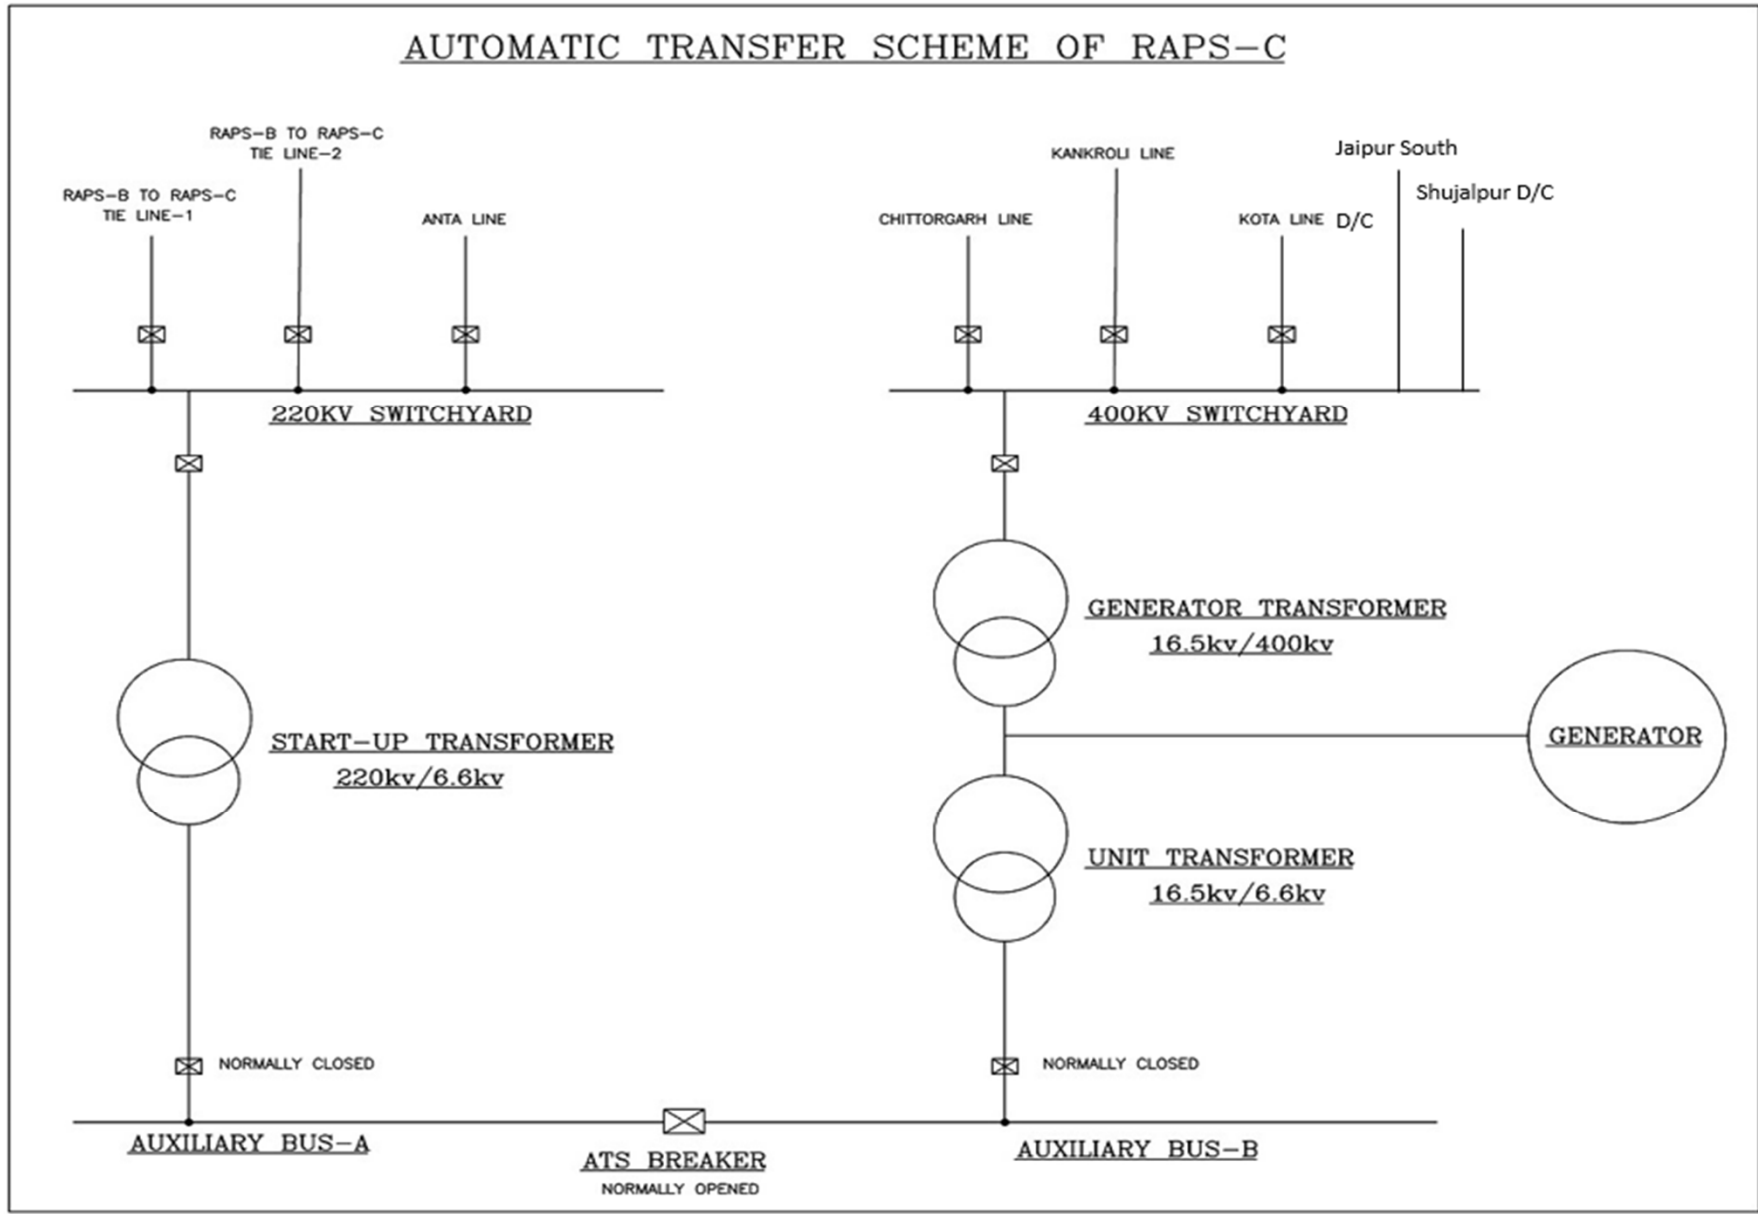 AUTOMATIC TRANSFER SCHEME OF RAPS-C
RAPS-B TO RAPS-C
TIE LINE-2
RAPS-B TO RAPS-C
TIE LINE-1
ANTA LINE
KANKROLI LINE
Jaipur South
Shujalpur D/C
CHITTORGARH LINE
KOTA LINE D/C
220KV SWITCHYARD
400KV SWITCHYARD
GENERATOR TRANSFORMER
16.5kv/400kv
START-UP TRANSFORMER
220kv/6.6kv
GENERATOR
UNIT TRANSFORMER
16.5kv/6.6kv
NORMALLY CLOSED
NORMALLY CLOSED
AUXILIARY BUS-A
ATS BREAKER
NORMALLY OPENED
AUXILIARY BUS-B